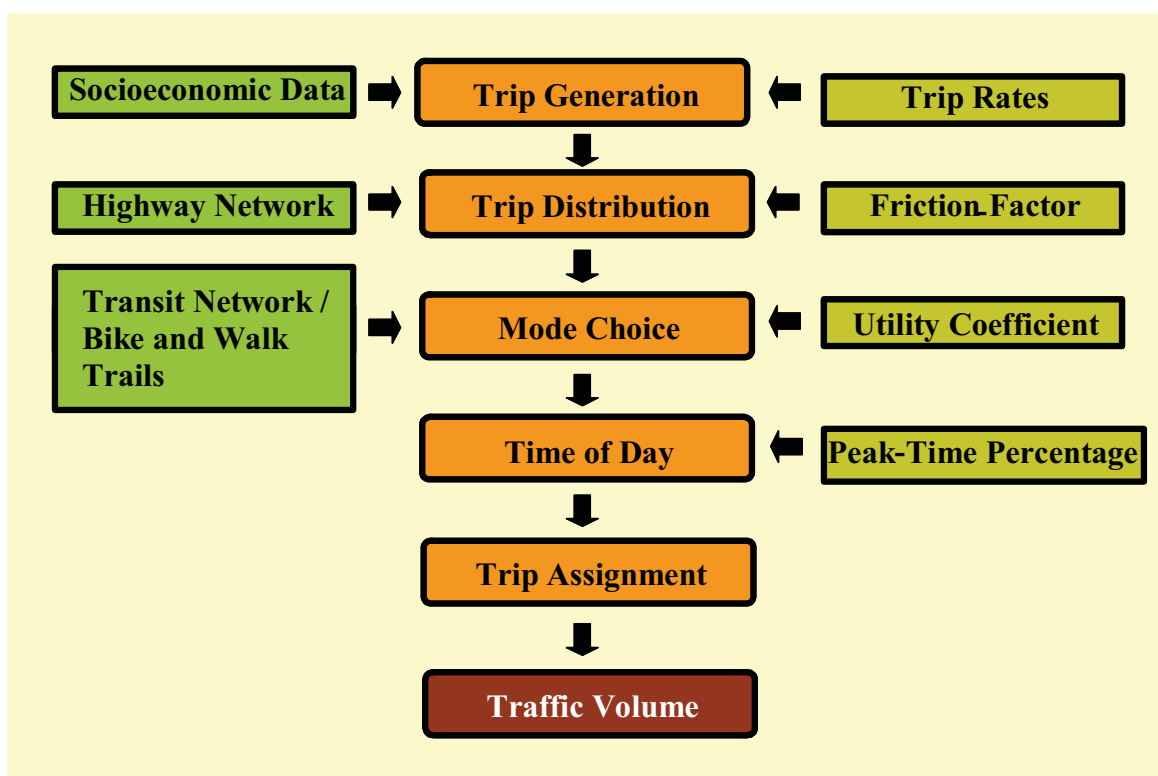 Socioeconomic Data
Trip Generation
Trip Rates
Highway Network
Trip Distribution
Friction Factor
Transit Network /
Bike and Walk
Trails
Mode Choice
Utility Coefficient
Time of Day
Peak-Time Percentage
Trip Assignment
Traffic Volume